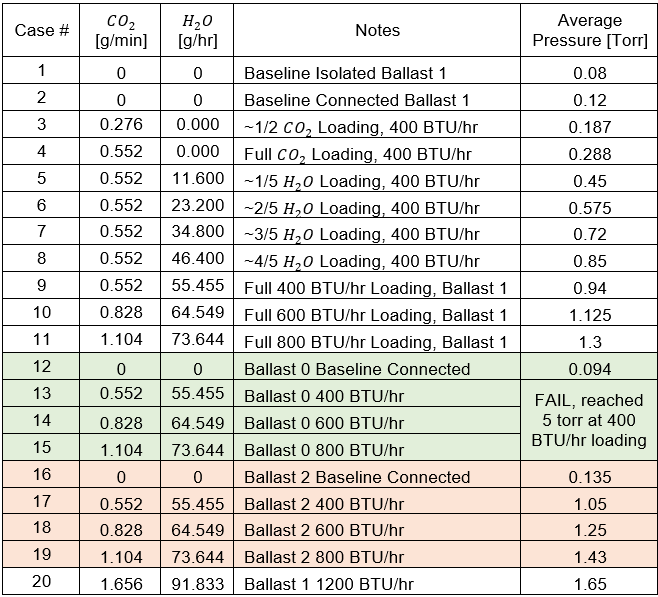 Case # CO2 [g/min] H2O [g/hr] Notes Average Pressure [Torr]
1 0 0 Baseline Isolated Ballast 1 0.08
2 0 0 Baseline Connected Ballast 1 0.12
3 0.276 0.000 ~1/2 CO2 Loading, 400 BTU/hr 0.187
4 0.552 0.000 Full CO2 Loading, 400 BTU/hr 0.288
5 0.552 11.600 ~1/5 H2O Loading, 400 BTU/hr 0.45
6 0.552 23.200 ~2/5 H2O Loading, 400 BTU/hr 0.575
7 0.552 34.800 ~3/5 H2O Loading, 400 BTU/hr 0.72
8 0.552 46.400 ~4/5 H2O Loading, 400 BTU/hr 0.85
9 0.552 55.455 Full 400 BTU/hr Loading, Ballast 1 0.94
10 0.828 64.549 Full 600 BTU/hr Loading, Ballast 1 1.125
11 1.104 73.644 Full 800 BTU/hr Loading, Ballast 1 1.3
12 0 0 Ballast 0 Baseline Connected 0.094
13 0.552 55.455 Ballast 0 400 BTU/hr FAIL, reached
14 0.828 64.549 Ballast 0 600 BTU/hr 5 torr at 400
15 1.104 73.644 Ballast 0 800 BTU/hr BTU/hr loading
16 0 0 Ballast 2 Baseline Connected 0.135
17 0.552 55.455 Ballast 2 400 BTU/hr 1.05
18 0.828 64.549 Ballast 2 600 BTU/hr 1.25
19 1.104 73.644 Ballast 2 800 BTU/hr 1.43
20 1.656 91.833 Ballast 1 1200 BTU/hr 1.65